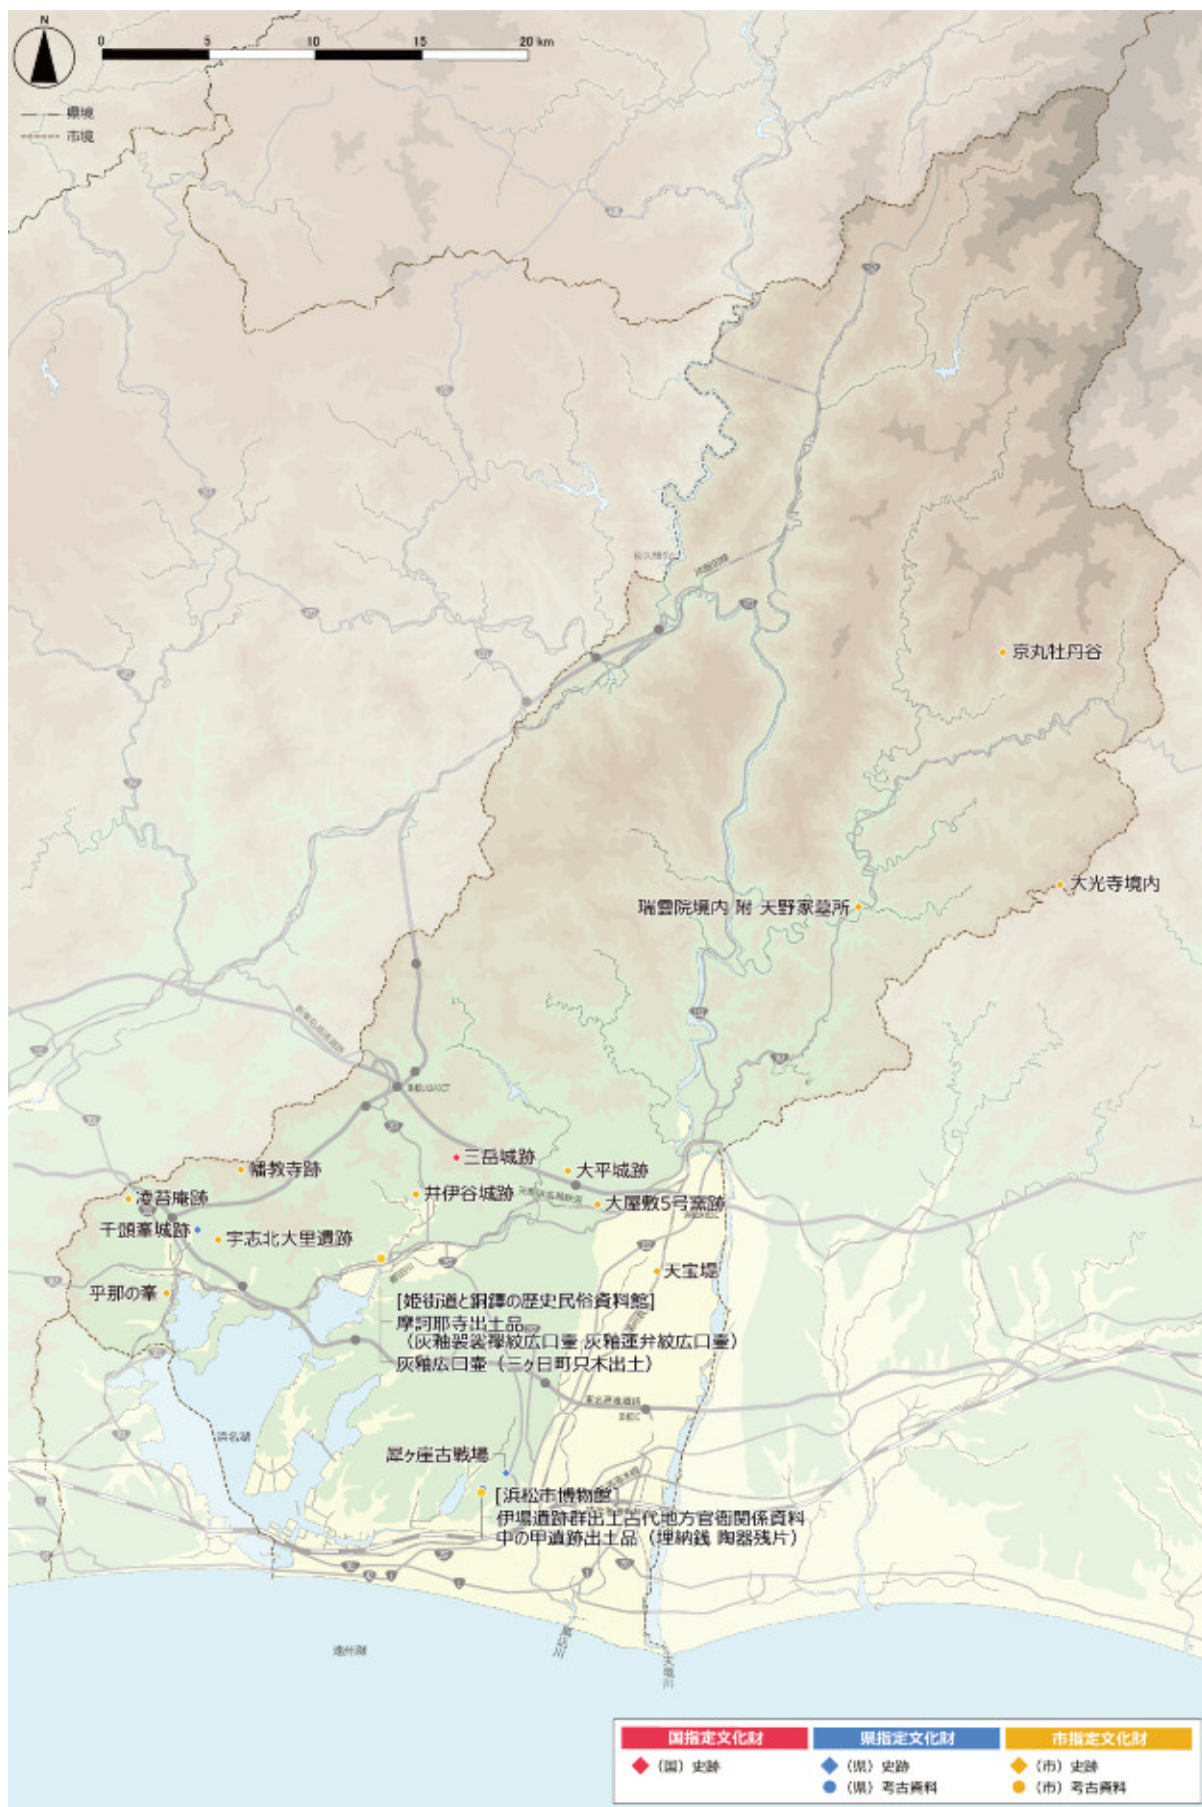 N
0 5 10 15 20 km
県境
市境
京丸牡丹谷
大光寺境内
瑞雲院境内 附 天野家墓所
三岳城跡
大平城跡
幡教寺跡
井伊谷城跡
大屋敷5号窯跡
千頭峯城跡
宇志北大里遺跡
天宝堤
平那の峯
[姫街道と銅鐸の歴史民俗資料館]
摩訶耶寺出土品
（灰釉袈裟襷紋広口壷 灰釉蓮弁紋広口壷）
灰釉広口壷（三ヶ日町只木出土）
浜名湖
犀ヶ崖古戦場
[浜松市博物館]
伊場遺跡群出土古代地方官衙関係資料
中の甲遺跡出土品（埋納銭 陶器残片）
遠州灘
馬込川
天竜川
国指定文化財
県指定文化財
市指定文化財
（国）史跡
（県）史跡
（市）史跡
（県）考古資料
（市）考古資料